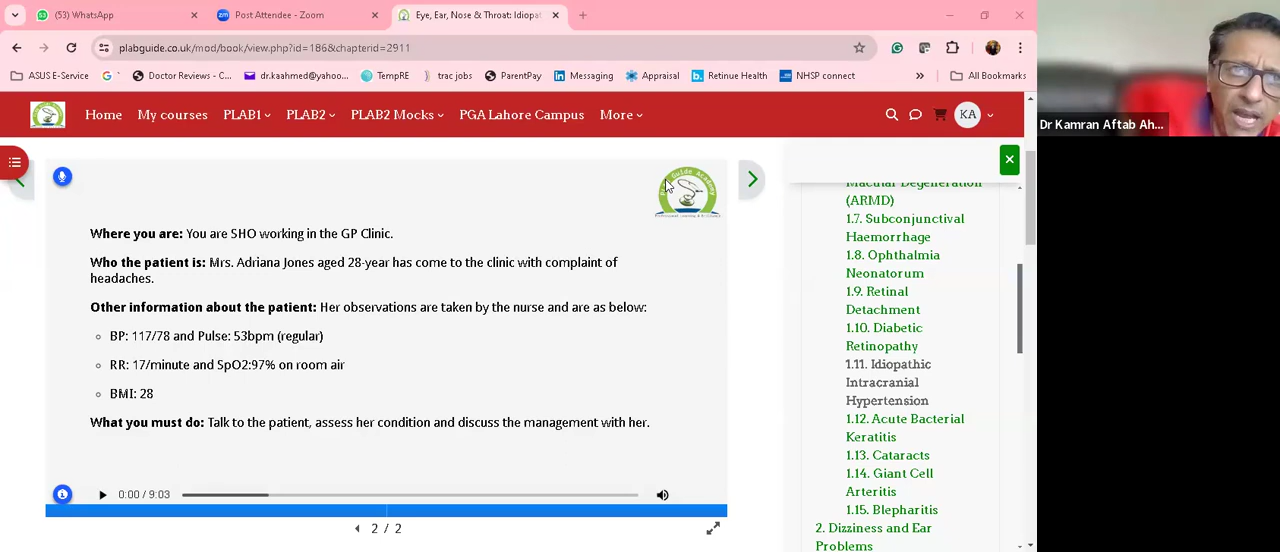 (53) WhatsApp
Post Attendee - Zoom
Eye, Ear, Nose & Throat: Idiopat
plabguide.co.uk/mod/book/view.php?id=186&chapterid=2911
ASUS E-Service
Doctor Reviews - C...
dr.kaahmed@yahoo...
TempRE
trac jobs
ParentPay
Messaging
Appraisal
Retinue Health
NHSP connect
»
All Bookmarks
Home
My courses
PLAB1
PLAB2
PLAB2 Mocks
PGA Lahore Campus
More
KA
Dr Kamran Aftab Ah...
Where you are: You are SHO working in the GP Clinic.
Who the patient is: Mrs. Adriana Jones aged 28-year has come to the clinic with complaint of
headaches.
Other information about the patient: Her observations are taken by the nurse and are as below:
BP: 117/78 and Pulse: 53bpm (regular)
RR: 17/minute and SpO2:97% on room air
BMI: 28
What you must do: Talk to the patient, assess her condition and discuss the management with her.
0:00 / 9:03
2 / 2
Macular Degeneration
(ARMD)
1.7. Subconjunctival
Haemorrhage
1.8. Ophthalmia
Neonatorum
1.9. Retinal
Detachment
1.10. Diabetic
Retinopathy
1.11. Idiopathic
Intracranial
Hypertension
1.12. Acute Bacterial
Keratitis
1.13. Cataracts
1.14. Giant Cell
Arteritis
1.15. Blepharitis
2. Dizziness and Ear
Problems